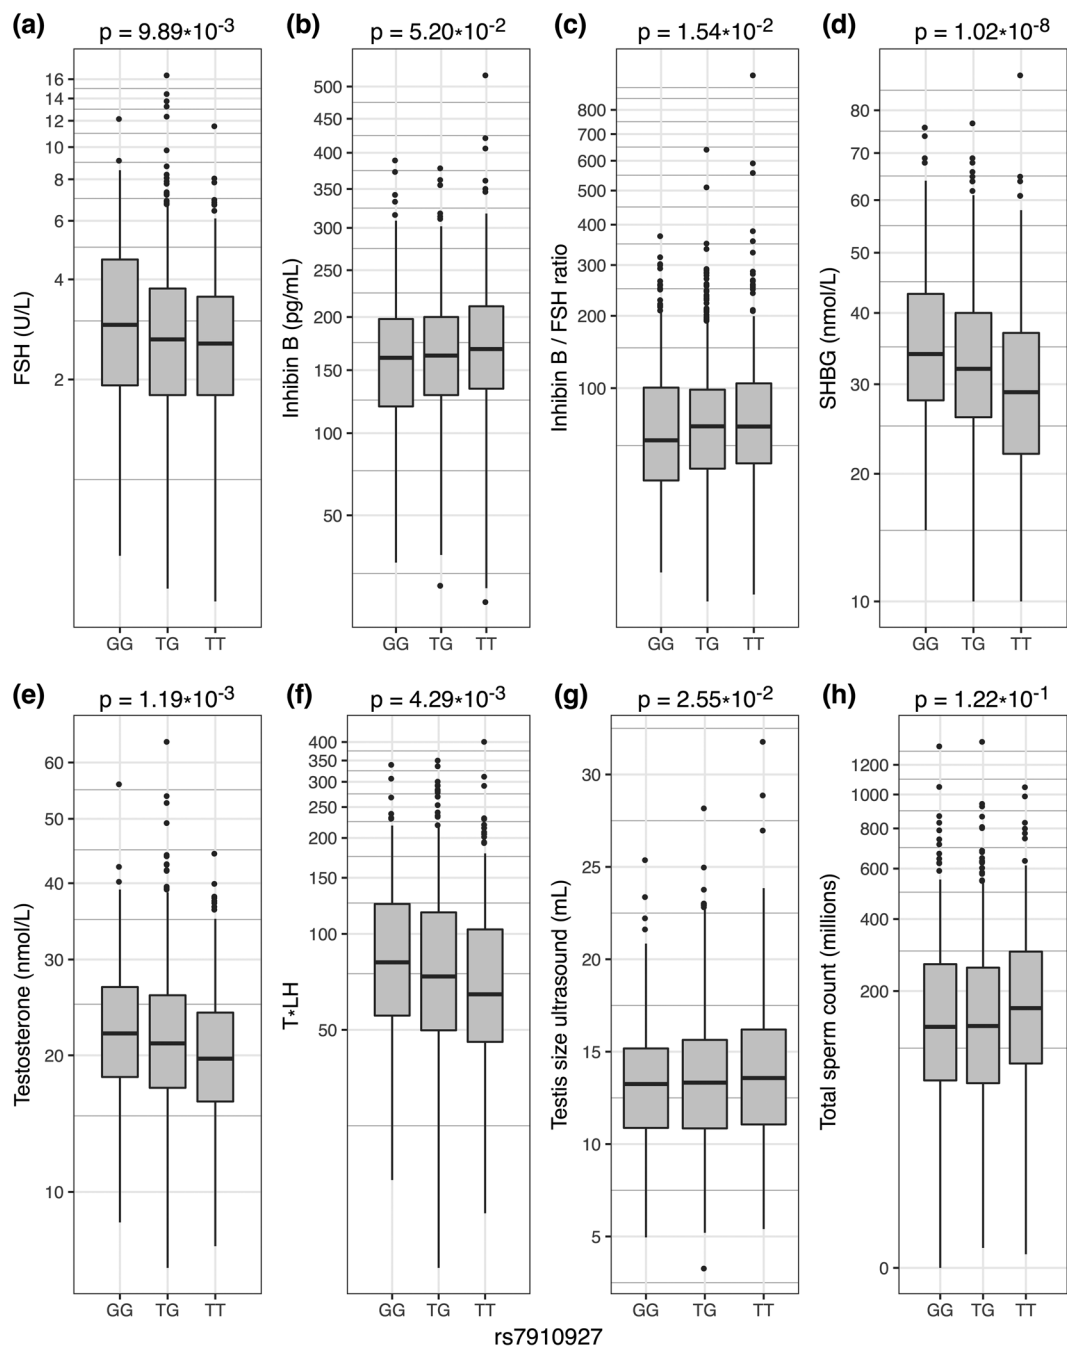 (a) p = 9.89*10-3
FSH (U/L)
16
14
12
10
8
6
4
2
GG TG TT
(b) p = 5.20*10-2
Inhibin B (pg/mL)
500
450
400
350
300
250
200
150
100
50
GG TG TT
(c) p = 1.54*10-2
Inhibin B / FSH ratio
800
700
600
500
400
300
200
100
GG TG TT
(d) p = 1.02*10-8
SHBG (nmol/L)
80
70
60
50
40
30
20
10
GG TG TT
(e) p = 1.19*10-3
Testosterone (nmol/L)
60
50
40
30
20
10
GG TG TT
(f) p = 4.29*10-3
T*LH
400
350
300
250
200
150
100
50
GG TG TT
(g) p = 2.55*10-2
Testis size ultrasound (mL)
30
25
20
15
10
5
GG TG TT
(h) p = 1.22*10-1
Total sperm count (millions)
1200
1000
800
600
400
200
0
GG TG TT
rs7910927